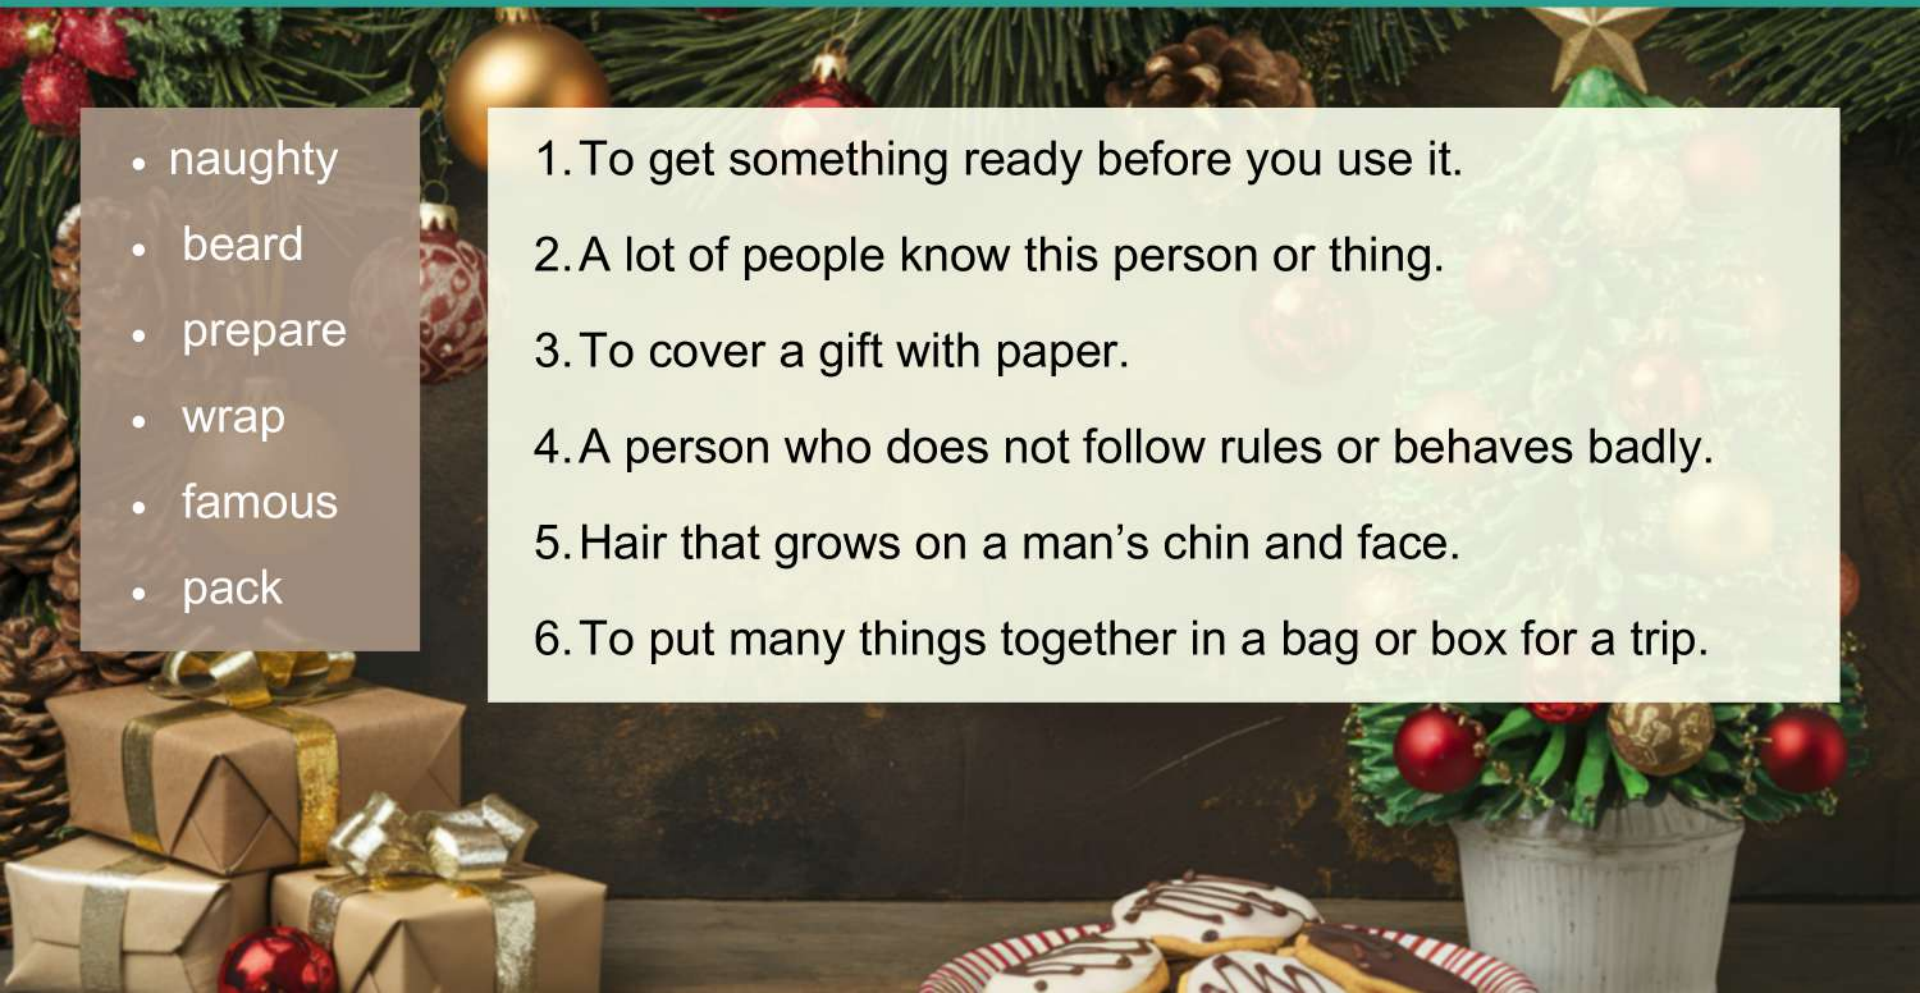 • naughty
• beard
• prepare
• wrap
• famous
• pack
1. To get something ready before you use it.
2. A lot of people know this person or thing.
3. To cover a gift with paper.
4. A person who does not follow rules or behaves badly.
5. Hair that grows on a man’s chin and face.
6. To put many things together in a bag or box for a trip.